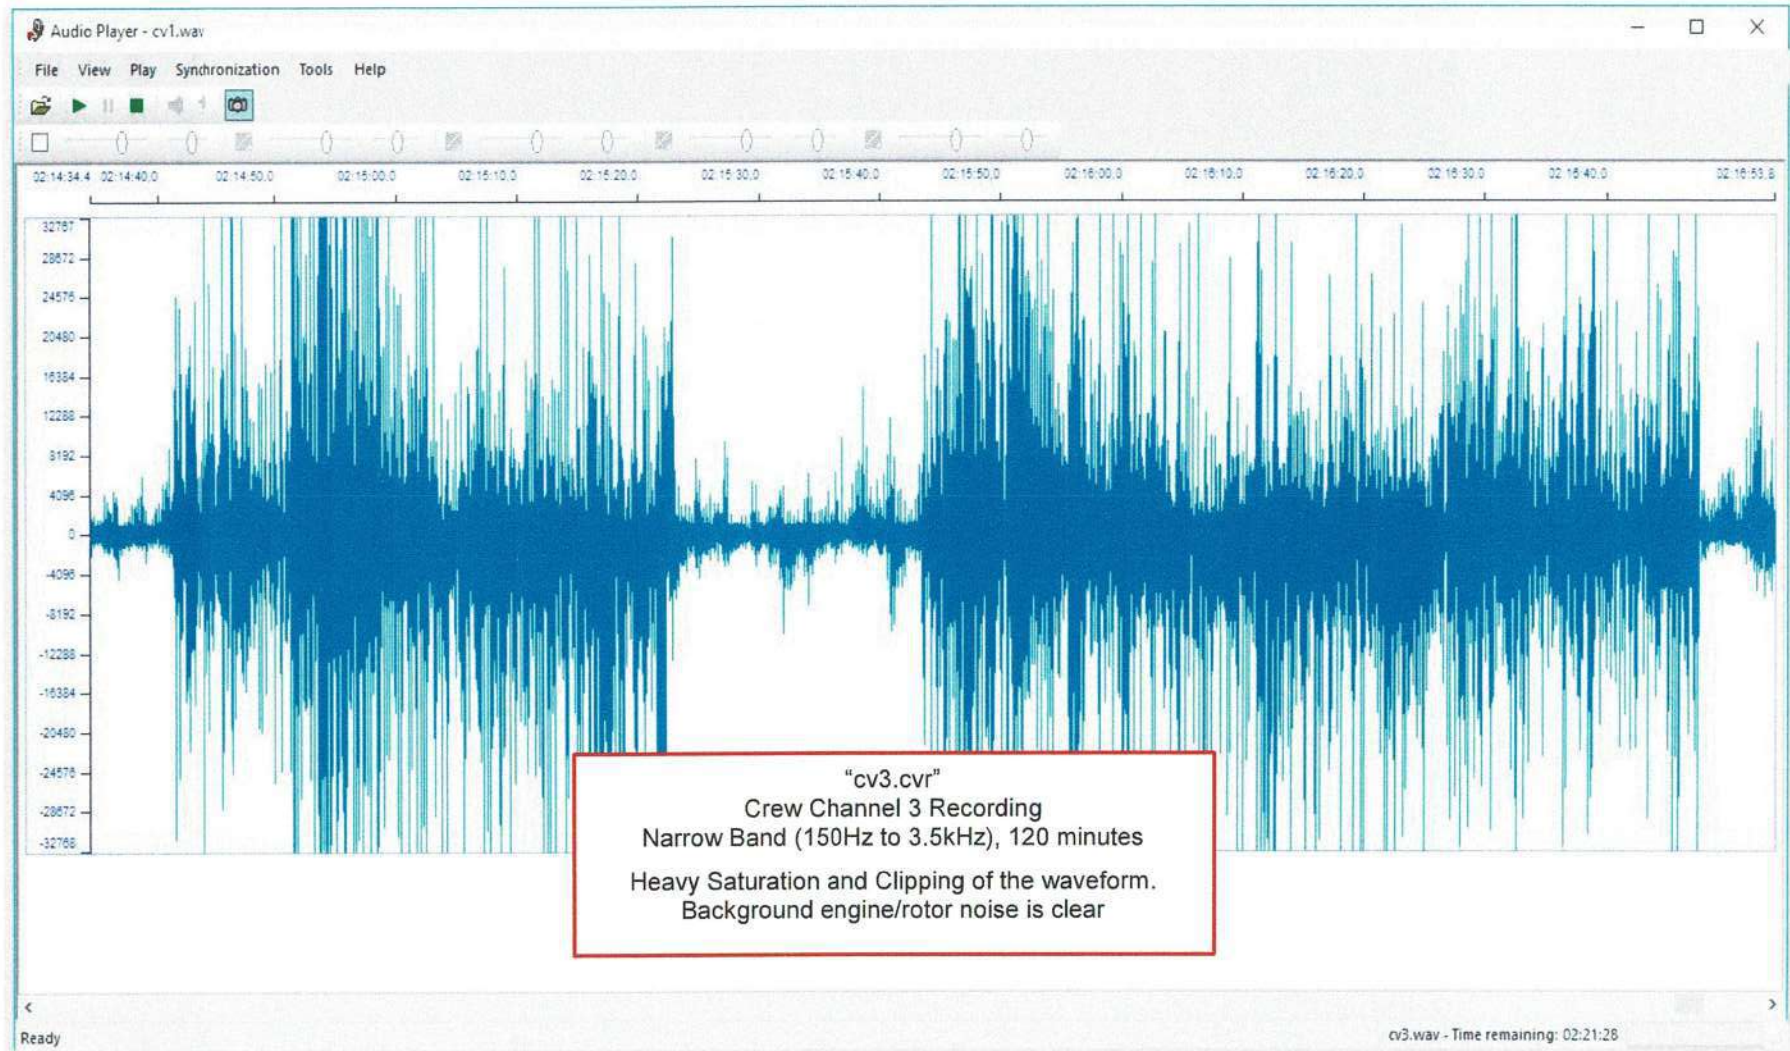 Audio Player - cv1.wav
File View Play Synchronization Tools Help
02:14:34.4 02:14:40.0 02:14:50.0 02:15:00.0 02:15:10.0 02:15:20.0 02:15:30.0 02:15:40.0 02:15:50.0 02:16:00.0 02:16:10.0 02:16:20.0 02:16:30.0 02:16:40.0 02:16:53.8
32767
28672
24576
20480
16384
12288
8192
4096
0
-4096
-8192
-12288
-16384
-20480
-24576
-28672
-32768
“cv3.cvr”
Crew Channel 3 Recording
Narrow Band (150Hz to 3.5kHz), 120 minutes
Heavy Saturation and Clipping of the waveform.
Background engine/rotor noise is clear
Ready
cv3.wav - Time remaining: 02:21:28